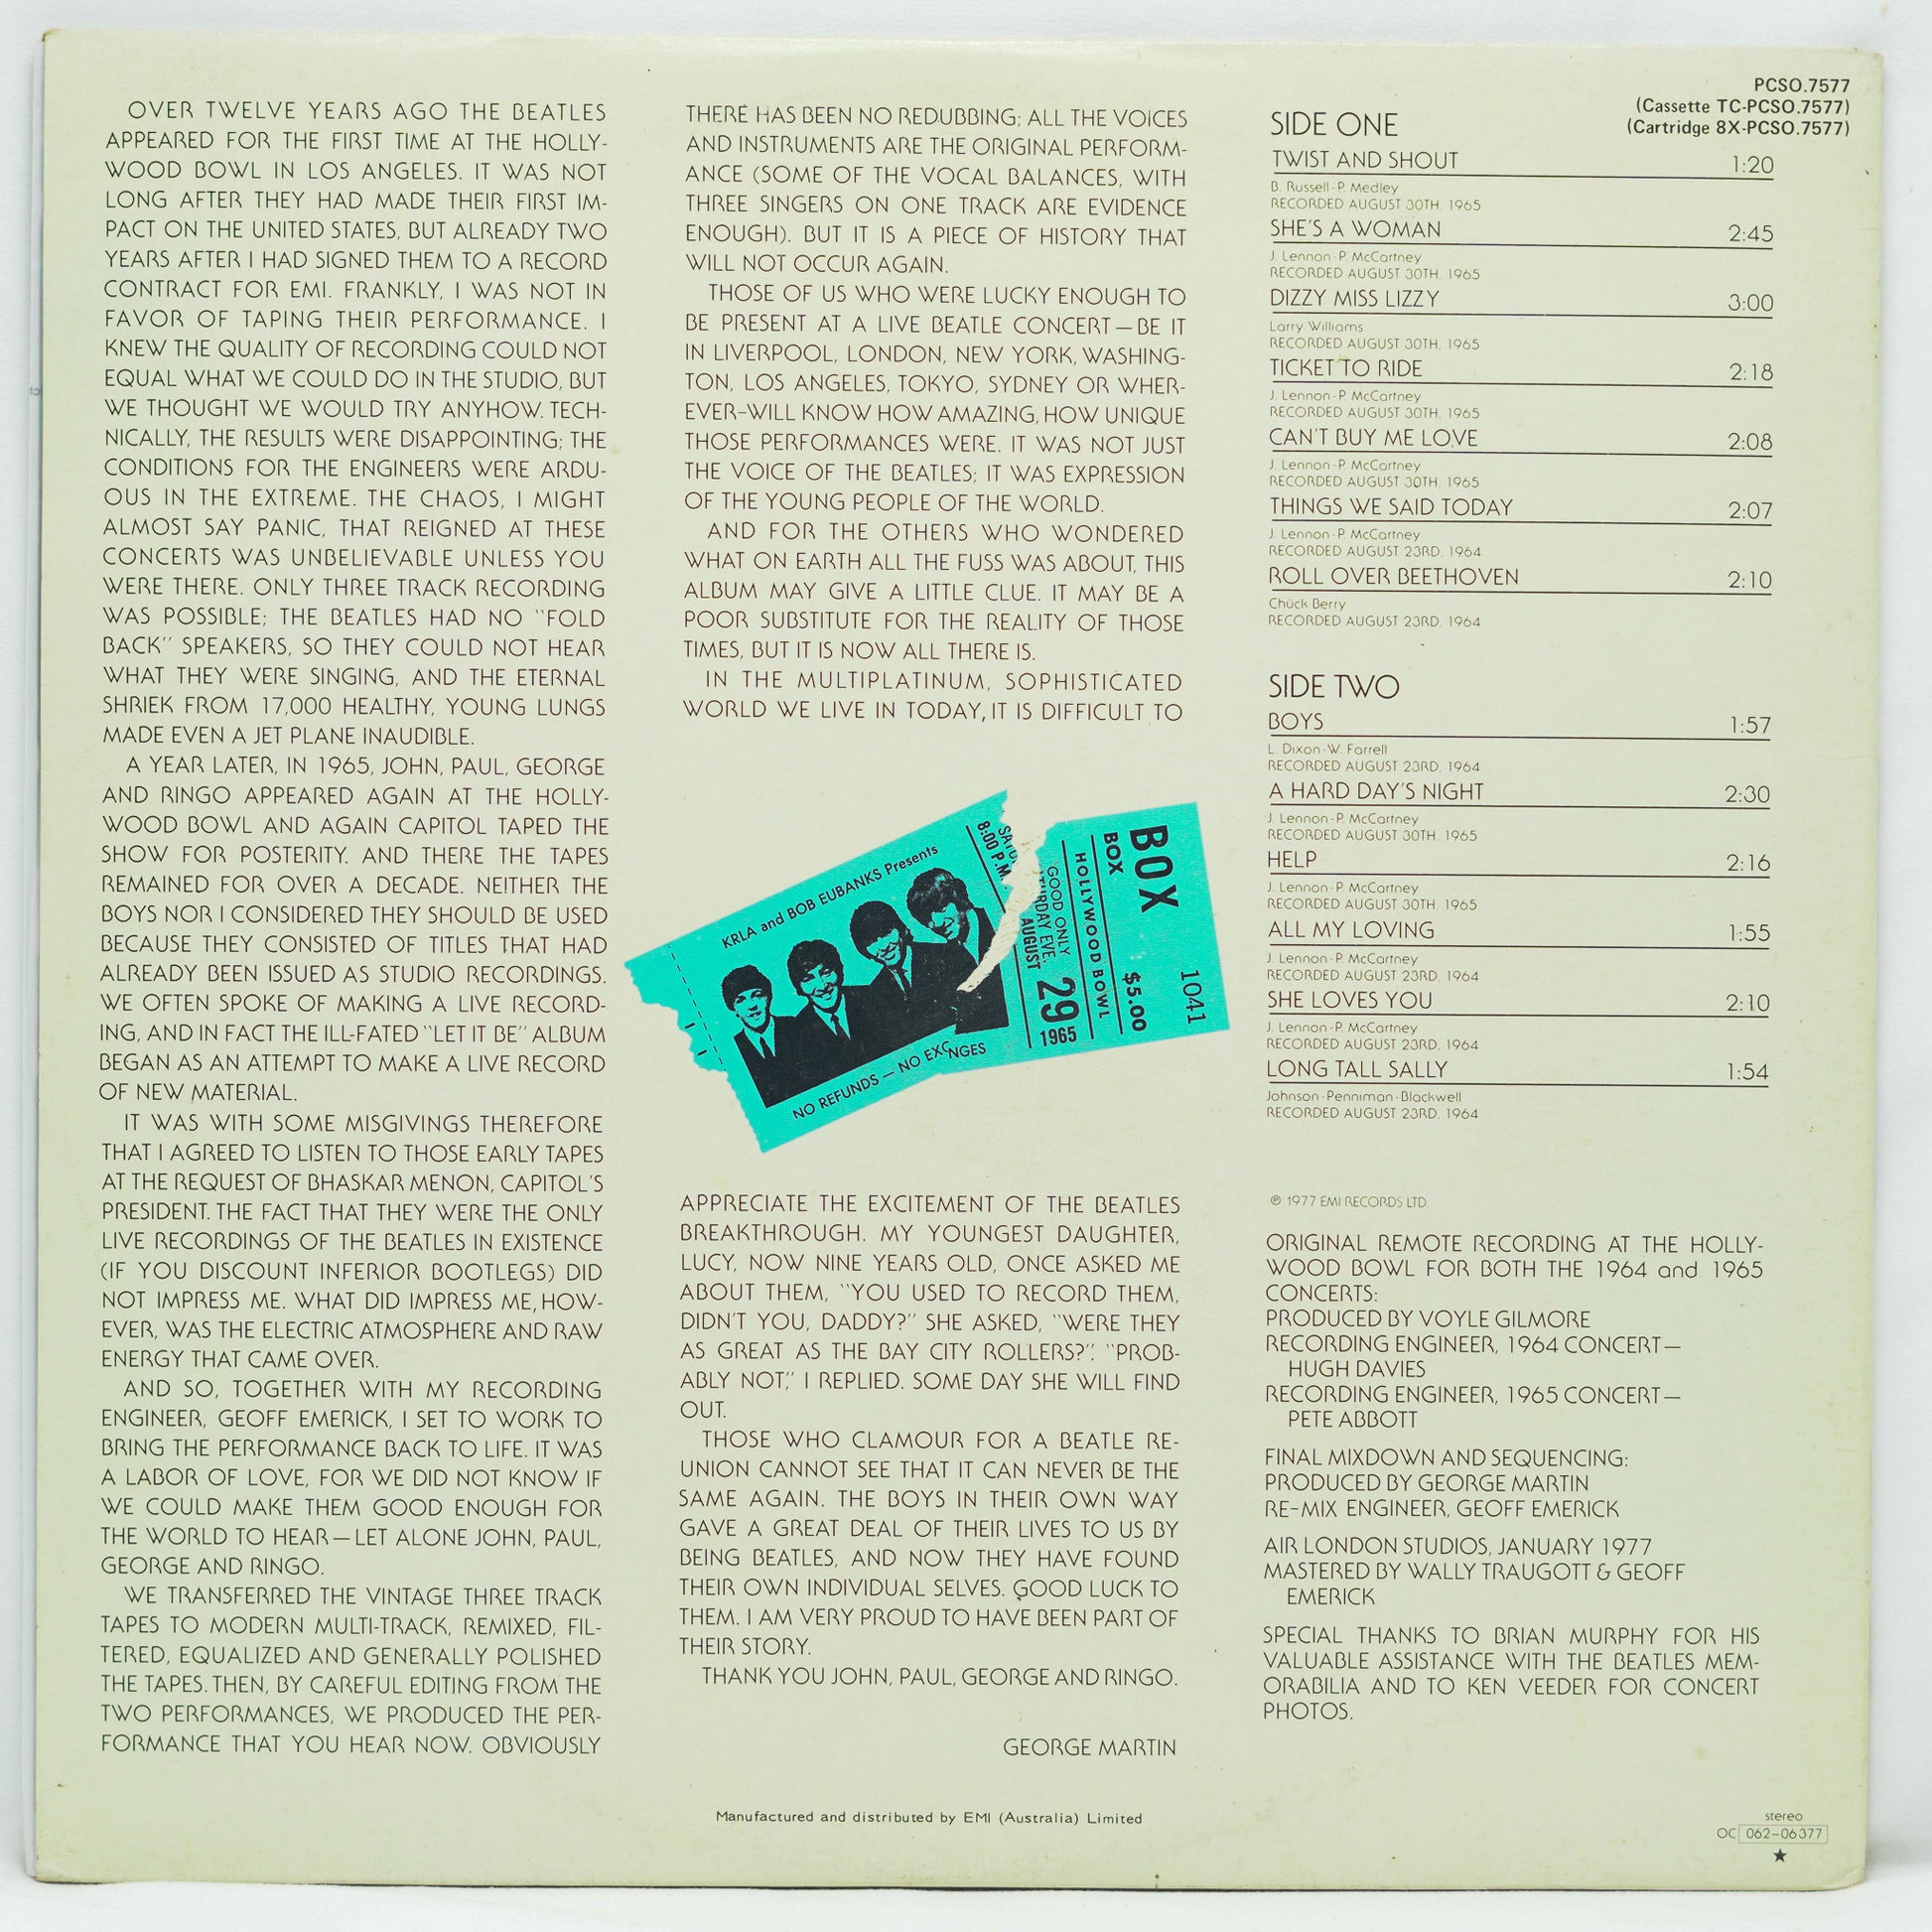 OVER TWELVE YEARS AGO THE BEATLES
APPEARED FOR THE FIRST TIME AT THE HOLLY-
WOOD BOWL IN LOS ANGELES. IT WAS NOT
LONG AFTER THEY HAD MADE THEIR FIRST IM-
PACT ON THE UNITED STATES, BUT ALREADY TWO
YEARS AFTER I HAD SIGNED THEM TO A RECORD
CONTRACT FOR EMI. FRANKLY, I WAS NOT IN
FAVOR OF TAPING THEIR PERFORMANCE. I
KNEW THE QUALITY OF RECORDING COULD NOT
EQUAL WHAT WE COULD DO IN THE STUDIO, BUT
WE THOUGHT WE WOULD TRY ANYHOW. TECH-
NICALLY, THE RESULTS WERE DISAPPOINTING; THE
CONDITIONS FOR THE ENGINEERS WERE ARDU-
OUS IN THE EXTREME. THE CHAOS, I MIGHT
ALMOST SAY PANIC, THAT REIGNED AT THESE
CONCERTS WAS UNBELIEVABLE UNLESS YOU
WERE THERE. ONLY THREE TRACK RECORDING
WAS POSSIBLE; THE BEATLES HAD NO "FOLD
BACK" SPEAKERS, SO THEY COULD NOT HEAR
WHAT THEY WERE SINGING, AND THE ETERNAL
SHRIEK FROM 17,000 HEALTHY, YOUNG LUNGS
MADE EVEN A JET PLANE INAUDIBLE.
A YEAR LATER, IN 1965, JOHN, PAUL, GEORGE
AND RINGO APPEARED AGAIN AT THE HOLLY-
WOOD BOWL AND AGAIN CAPITOL TAPED THE
SHOW FOR POSTERITY. AND THERE THE TAPES
REMAINED FOR OVER A DECADE. NEITHER THE
BOYS NOR I CONSIDERED THEY SHOULD BE USED
BECAUSE THEY CONSISTED OF TITLES THAT HAD
ALREADY BEEN ISSUED AS STUDIO RECORDINGS.
WE OFTEN SPOKE OF MAKING A LIVE RECORD-
ING, AND IN FACT THE ILL-FATED "LET IT BE" ALBUM
BEGAN AS AN ATTEMPT TO MAKE A LIVE RECORD
OF NEW MATERIAL.
IT WAS WITH SOME MISGIVINGS THEREFORE
THAT I AGREED TO LISTEN TO THOSE EARLY TAPES
AT THE REQUEST OF BHASKAR MENON, CAPITOL'S
PRESIDENT. THE FACT THAT THEY WERE THE ONLY
LIVE RECORDINGS OF THE BEATLES IN EXISTENCE
(IF YOU DISCOUNT INFERIOR BOOTLEGS) DID
NOT IMPRESS ME. WHAT DID IMPRESS ME, HOW-
EVER, WAS THE ELECTRIC ATMOSPHERE AND RAW
ENERGY THAT CAME OVER.
AND SO, TOGETHER WITH MY RECORDING
ENGINEER, GEOFF EMERICK, I SET TO WORK TO
BRING THE PERFORMANCE BACK TO LIFE. IT WAS
A LABOR OF LOVE, FOR WE DID NOT KNOW IF
WE COULD MAKE THEM GOOD ENOUGH FOR
THE WORLD TO HEAR—LET ALONE JOHN, PAUL,
GEORGE AND RINGO.
WE TRANSFERRED THE VINTAGE THREE TRACK
TAPES TO MODERN MULTI-TRACK, REMIXED, FIL-
TERED, EQUALIZED AND GENERALLY POLISHED
THE TAPES. THEN, BY CAREFUL EDITING FROM THE
TWO PERFORMANCES, WE PRODUCED THE PER-
FORMANCE THAT YOU HEAR NOW. OBVIOUSLY
THERE HAS BEEN NO REDUBBING; ALL THE VOICES
AND INSTRUMENTS ARE THE ORIGINAL PERFORM-
ANCE (SOME OF THE VOCAL BALANCES, WITH
THREE SINGERS ON ONE TRACK ARE EVIDENCE
ENOUGH). BUT IT IS A PIECE OF HISTORY THAT
WILL NOT OCCUR AGAIN.
THOSE OF US WHO WERE LUCKY ENOUGH TO
BE PRESENT AT A LIVE BEATLE CONCERT—BE IT
IN LIVERPOOL, LONDON, NEW YORK, WASHING-
TON, LOS ANGELES, TOKYO, SYDNEY OR WHER-
EVER–WILL KNOW HOW AMAZING, HOW UNIQUE
THOSE PERFORMANCES WERE. IT WAS NOT JUST
THE VOICE OF THE BEATLES; IT WAS EXPRESSION
OF THE YOUNG PEOPLE OF THE WORLD.
AND FOR THE OTHERS WHO WONDERED
WHAT ON EARTH ALL THE FUSS WAS ABOUT, THIS
ALBUM MAY GIVE A LITTLE CLUE. IT MAY BE A
POOR SUBSTITUTE FOR THE REALITY OF THOSE
TIMES, BUT IT IS NOW ALL THERE IS.
IN THE MULTIPLATINUM, SOPHISTICATED
WORLD WE LIVE IN TODAY, IT IS DIFFICULT TO
KRLA and BOB EUBANKS Presents
8:00 P.M.
NO REFUNDS — NO EXC NGES
GOOD ONLY
TURDAY EVE.
AUGUST
29
1965
HOLLYWOOD BOWL
BOX
$5.00
BOX
1041
APPRECIATE THE EXCITEMENT OF THE BEATLES
BREAKTHROUGH. MY YOUNGEST DAUGHTER,
LUCY, NOW NINE YEARS OLD, ONCE ASKED ME
ABOUT THEM, "YOU USED TO RECORD THEM,
DIDN'T YOU, DADDY?" SHE ASKED, "WERE THEY
AS GREAT AS THE BAY CITY ROLLERS?". "PROB-
ABLY NOT," I REPLIED. SOME DAY SHE WILL FIND
OUT.
THOSE WHO CLAMOUR FOR A BEATLE RE-
UNION CANNOT SEE THAT IT CAN NEVER BE THE
SAME AGAIN. THE BOYS IN THEIR OWN WAY
GAVE A GREAT DEAL OF THEIR LIVES TO US BY
BEING BEATLES, AND NOW THEY HAVE FOUND
THEIR OWN INDIVIDUAL SELVES. GOOD LUCK TO
THEM. I AM VERY PROUD TO HAVE BEEN PART OF
THEIR STORY.
THANK YOU JOHN, PAUL, GEORGE AND RINGO.
GEORGE MARTIN
PCSO.7577
(Cassette TC-PCSO.7577)
(Cartridge 8X-PCSO.7577)
SIDE ONE
TWIST AND SHOUT 1:20
B. Russell-P. Medley
RECORDED AUGUST 30TH, 1965
SHE'S A WOMAN 2:45
J. Lennon-P. McCartney
RECORDED AUGUST 30TH, 1965
DIZZY MISS LIZZY 3:00
Larry Williams
RECORDED AUGUST 30TH, 1965
TICKET TO RIDE 2:18
J. Lennon-P. McCartney
RECORDED AUGUST 30TH, 1965
CAN'T BUY ME LOVE 2:08
J. Lennon-P. McCartney
RECORDED AUGUST 30TH, 1965
THINGS WE SAID TODAY 2:07
J. Lennon-P. McCartney
RECORDED AUGUST 23RD, 1964
ROLL OVER BEETHOVEN 2:10
Chuck Berry
RECORDED AUGUST 23RD, 1964
SIDE TWO
BOYS 1:57
L. Dixon-W. Farrell
RECORDED AUGUST 23RD, 1964
A HARD DAY'S NIGHT 2:30
J. Lennon-P. McCartney
RECORDED AUGUST 30TH, 1965
HELP 2:16
J. Lennon-P. McCartney
RECORDED AUGUST 30TH, 1965
ALL MY LOVING 1:55
J. Lennon-P. McCartney
RECORDED AUGUST 23RD, 1964
SHE LOVES YOU 2:10
J. Lennon-P. McCartney
RECORDED AUGUST 23RD, 1964
LONG TALL SALLY 1:54
Johnson-Penniman-Blackwell
RECORDED AUGUST 23RD, 1964
℗ 1977 EMI RECORDS LTD.
ORIGINAL REMOTE RECORDING AT THE HOLLY-
WOOD BOWL FOR BOTH THE 1964 and 1965
CONCERTS:
PRODUCED BY VOYLE GILMORE
RECORDING ENGINEER, 1964 CONCERT—
HUGH DAVIES
RECORDING ENGINEER, 1965 CONCERT—
PETE ABBOTT
FINAL MIXDOWN AND SEQUENCING:
PRODUCED BY GEORGE MARTIN
RE-MIX ENGINEER, GEOFF EMERICK
AIR LONDON STUDIOS, JANUARY 1977
MASTERED BY WALLY TRAUGOTT & GEOFF
EMERICK
SPECIAL THANKS TO BRIAN MURPHY FOR HIS
VALUABLE ASSISTANCE WITH THE BEATLES MEM-
ORABILIA AND TO KEN VEEDER FOR CONCERT
PHOTOS.
Manufactured and distributed by EMI (Australia) Limited
stereo
OC 062-06377